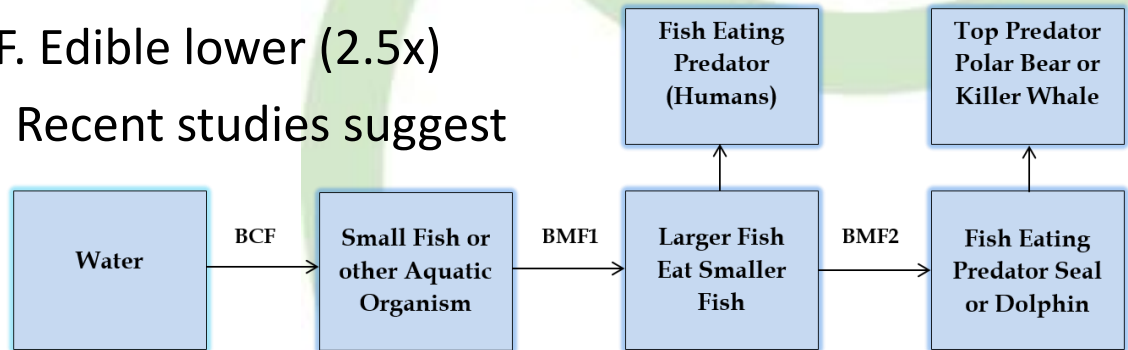 F. Edible lower (2.5x)
Recent studies suggest
Fish Eating
Predator
(Humans)
Top Predator
Polar Bear or
Killer Whale
Water
BCF
Small Fish or
other Aquatic
Organism
BMF1
Larger Fish
Eat Smaller
Fish
BMF2
Fish Eating
Predator Seal
or Dolphin